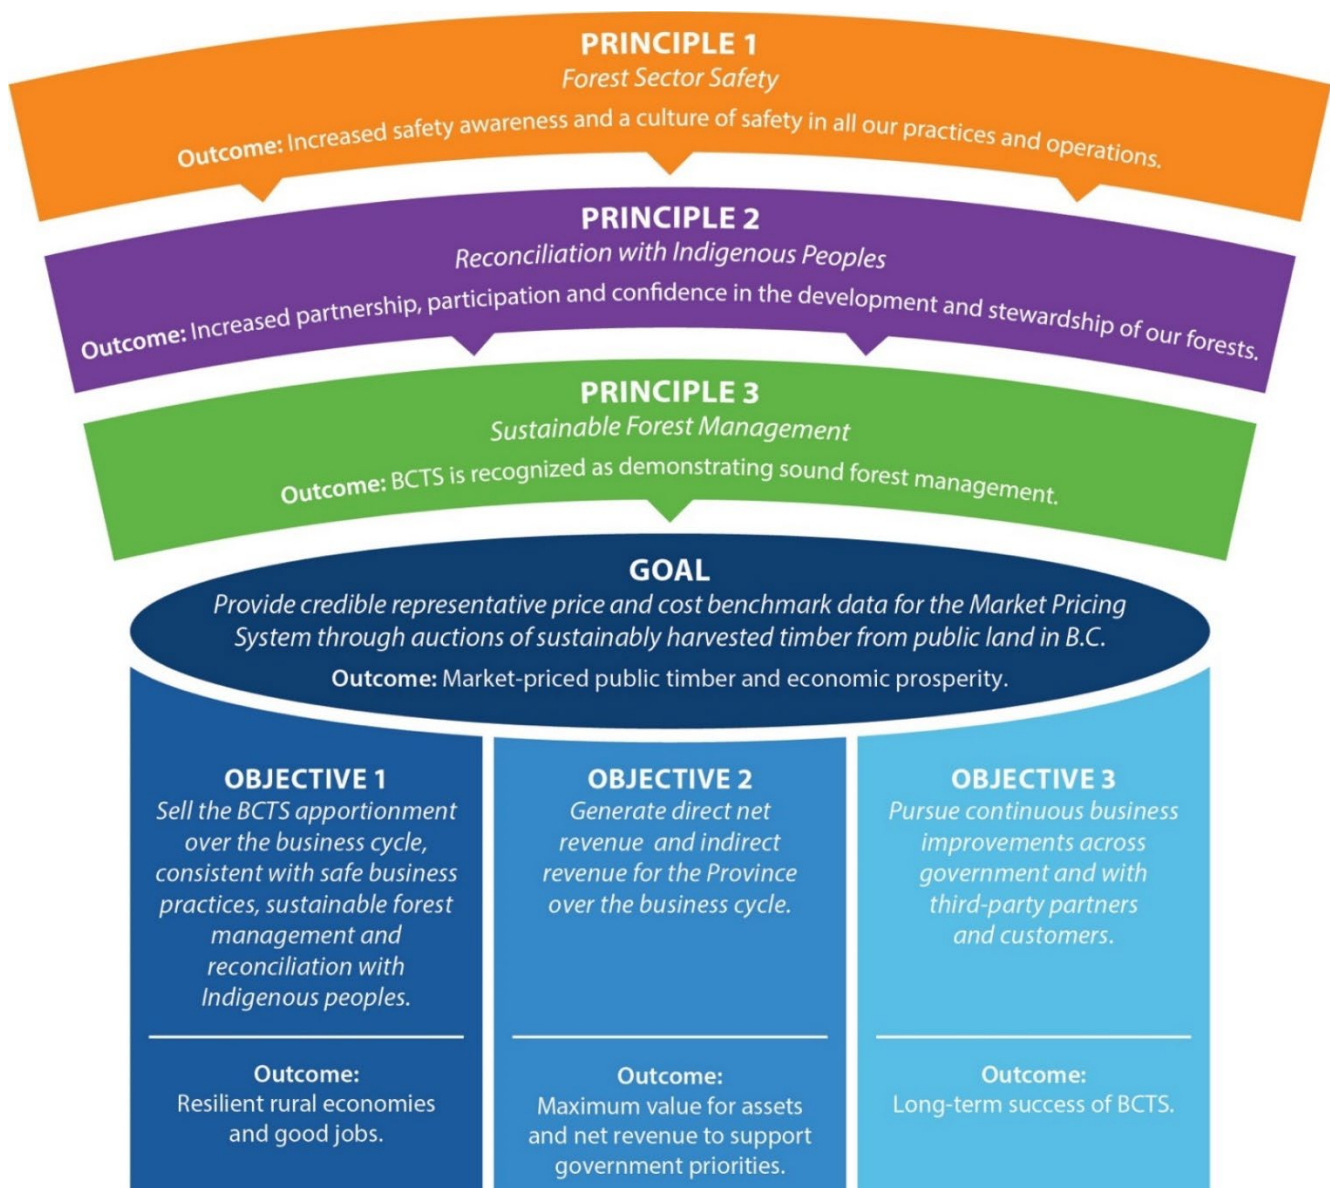 PRINCIPLE 1
Forest Sector Safety
Outcome: Increased safety awareness and a culture of safety in all our practices and operations.
PRINCIPLE 2
Reconciliation with Indigenous Peoples
Outcome: Increased partnership, participation and confidence in the development and stewardship of our forests.
PRINCIPLE 3
Sustainable Forest Management
Outcome: BCTS is recognized as demonstrating sound forest management.
GOAL
Provide credible representative price and cost benchmark data for the Market Pricing
System through auctions of sustainably harvested timber from public land in B.C.
Outcome: Market-priced public timber and economic prosperity.
OBJECTIVE 1
Sell the BCTS apportionment
over the business cycle,
consistent with safe business
practices, sustainable forest
management and
reconciliation with
Indigenous peoples.
Outcome:
Resilient rural economies
and good jobs.
OBJECTIVE 2
Generate direct net
revenue and indirect
revenue for the Province
over the business cycle.
Outcome:
Maximum value for assets
and net revenue to support
government priorities.
OBJECTIVE 3
Pursue continuous business
improvements across
government and with
third-party partners
and customers.
Outcome:
Long-term success of BCTS.